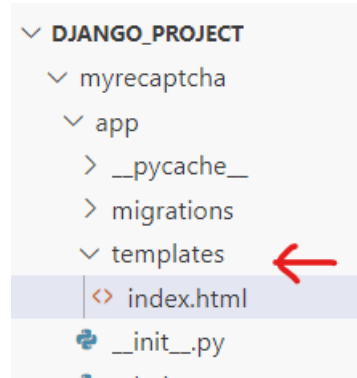 DJANGO_PROJECT
myrecaptcha
app
__pycache__
migrations
templates
index.html
__init__.py